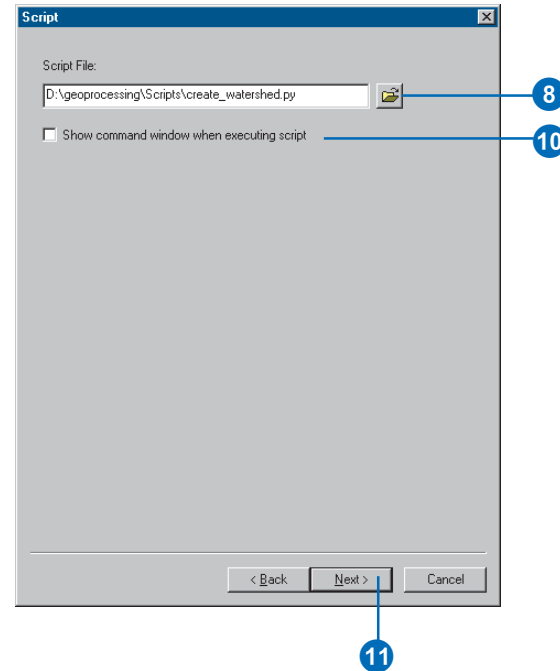 Script
Script File:
D:\geoprocessing\Scripts\create_watershed.py
8
Show command window when executing script
10
< Back
Next >
Cancel
11